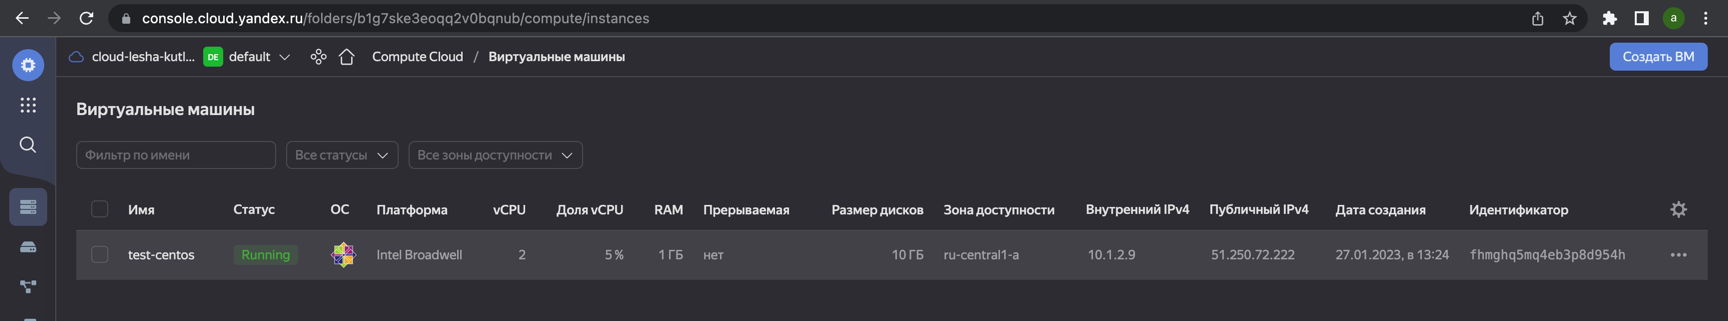 console.cloud.yandex.ru/folders/b1g7ske3eoqq2v0bqnub/compute/instances
a
cloud-lesha-kutl... DE default Compute Cloud / Виртуальные машины Создать ВМ
Виртуальные машины
Фильтр по имени Все статусы Все зоны доступности
Имя Статус ОС Платформа vCPU Доля vCPU RAM Прерываемая Размер дисков Зона доступности Внутренний IPv4 Публичный IPv4 Дата создания Идентификатор
test-centos Running Intel Broadwell 2 5 % 1 ГБ нет 10 ГБ ru-central1-a 10.1.2.9 51.250.72.222 27.01.2023, в 13:24 fhmghq5mq4eb3p8d954h